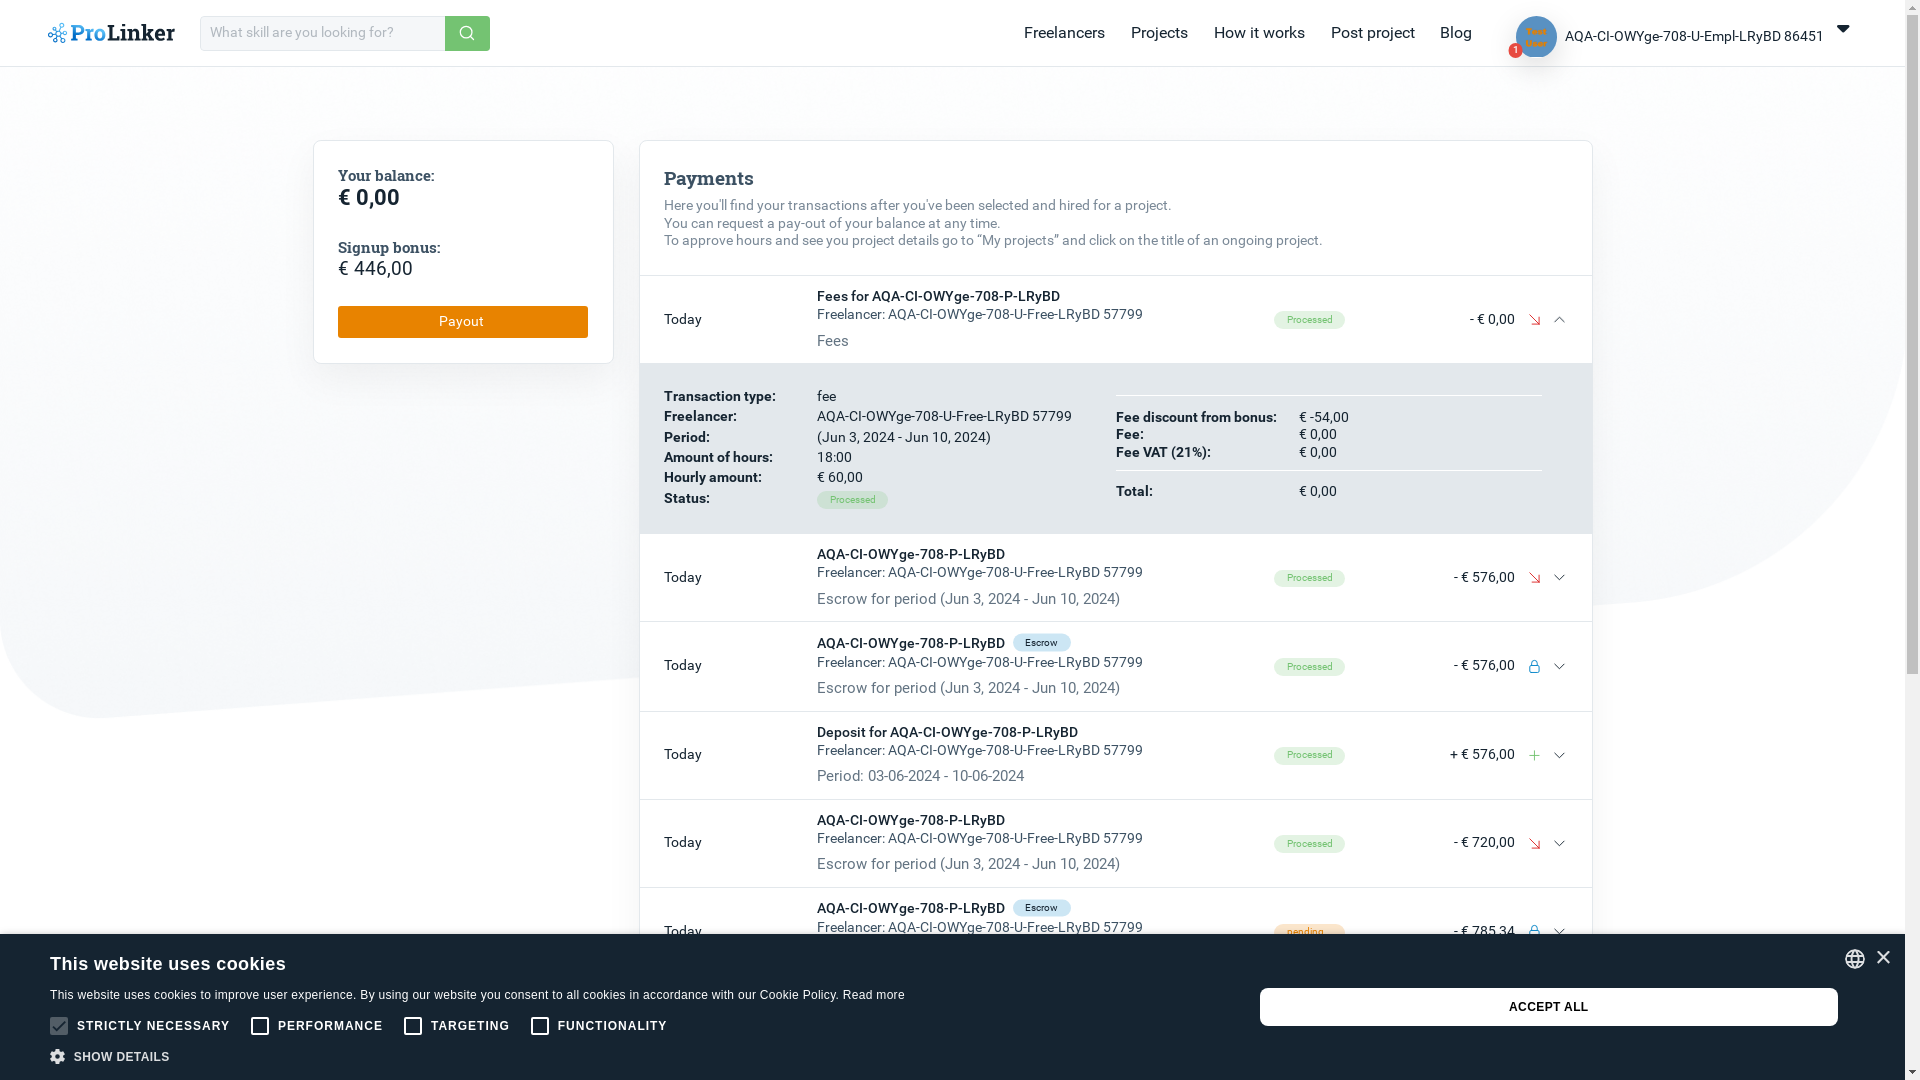 ProLinker
What skill are you looking for?
Freelancers
Projects
How it works
Post project
Blog
Test User
1
AQA-CI-OWYge-708-U-Empl-LRyBD 86451
Your balance:
€ 0,00
Signup bonus:
€ 446,00
Payout
Payments
Here you'll find your transactions after you've been selected and hired for a project.
You can request a pay-out of your balance at any time.
To approve hours and see you project details go to “My projects” and click on the title of an ongoing project.
Today
Fees for AQA-CI-OWYge-708-P-LRyBD
Freelancer: AQA-CI-OWYge-708-U-Free-LRyBD 57799
Fees
Processed
- € 0,00
Transaction type: fee
Freelancer: AQA-CI-OWYge-708-U-Free-LRyBD 57799
Period: (Jun 3, 2024 - Jun 10, 2024)
Amount of hours: 18:00
Hourly amount: € 60,00
Status: Processed
Fee discount from bonus: € -54,00
Fee: € 0,00
Fee VAT (21%): € 0,00
Total: € 0,00
Today
AQA-CI-OWYge-708-P-LRyBD
Freelancer: AQA-CI-OWYge-708-U-Free-LRyBD 57799
Escrow for period (Jun 3, 2024 - Jun 10, 2024)
Processed
- € 576,00
Today
AQA-CI-OWYge-708-P-LRyBD Escrow
Freelancer: AQA-CI-OWYge-708-U-Free-LRyBD 57799
Escrow for period (Jun 3, 2024 - Jun 10, 2024)
Processed
- € 576,00
Today
Deposit for AQA-CI-OWYge-708-P-LRyBD
Freelancer: AQA-CI-OWYge-708-U-Free-LRyBD 57799
Period: 03-06-2024 - 10-06-2024
Processed
+ € 576,00
Today
AQA-CI-OWYge-708-P-LRyBD
Freelancer: AQA-CI-OWYge-708-U-Free-LRyBD 57799
Escrow for period (Jun 3, 2024 - Jun 10, 2024)
Processed
- € 720,00
Today
AQA-CI-OWYge-708-P-LRyBD Escrow
Freelancer: AQA-CI-OWYge-708-U-Free-LRyBD 57799
pending
- € 785,34
This website uses cookies
This website uses cookies to improve user experience. By using our website you consent to all cookies in accordance with our Cookie Policy. Read more
STRICTLY NECESSARY
PERFORMANCE
TARGETING
FUNCTIONALITY
SHOW DETAILS
ACCEPT ALL